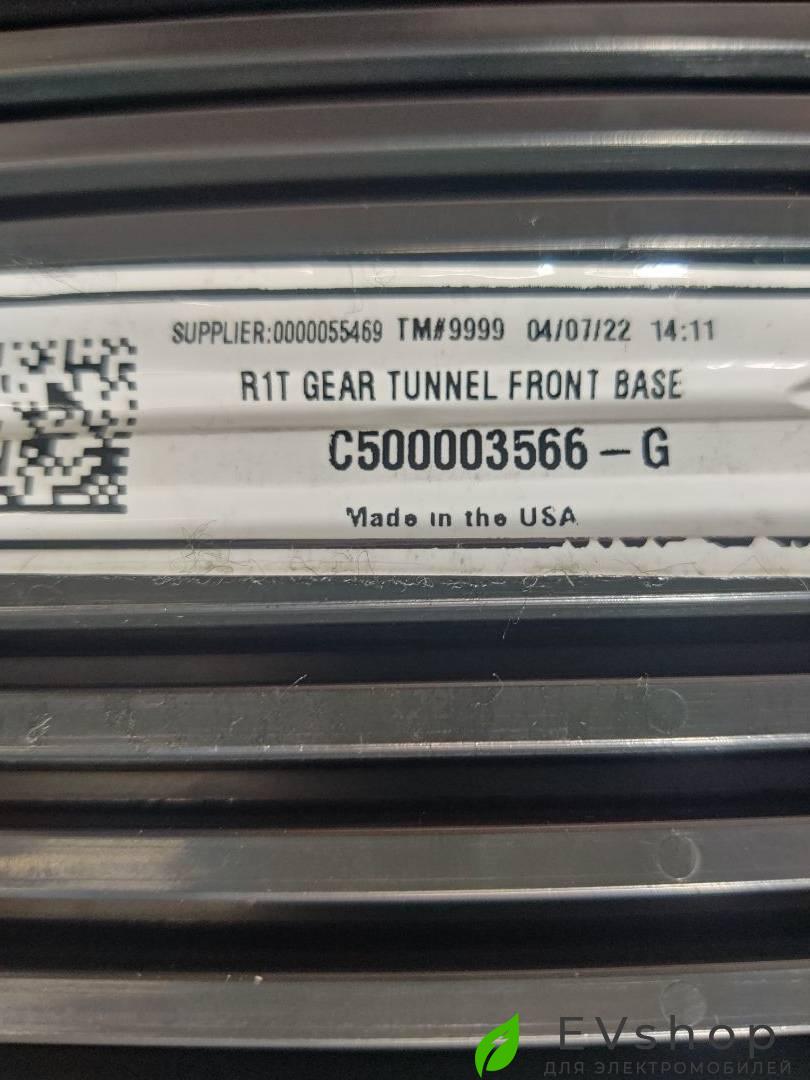 SUPPLIER:0000055469 TM#9999 04/07/22 14:11
R1T GEAR TUNNEL FRONT BASE
C500003566-G
Made in the USA
EVshop
ДЛЯ ЭЛЕКТРОМОБИЛЕЙ